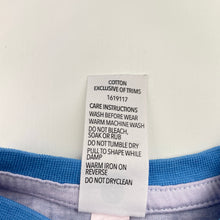 COTTON
EXCLUSIVE OF TRIMS
1619117
CARE INSTRUCTIONS
WASH BEFORE WEAR
WARM MACHINE WASH
DO NOT BLEACH,
SOAK OR RUB
DO NOT TUMBLE DRY
PULL TO SHAPE WHILE
DAMP
WARM IRON ON
REVERSE
DO NOT DRYCLEAN